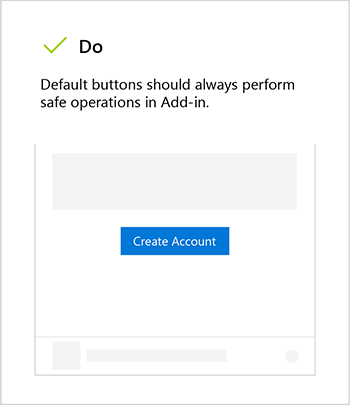 Do
Default buttons should always perform
safe operations in Add-in.
Create Account